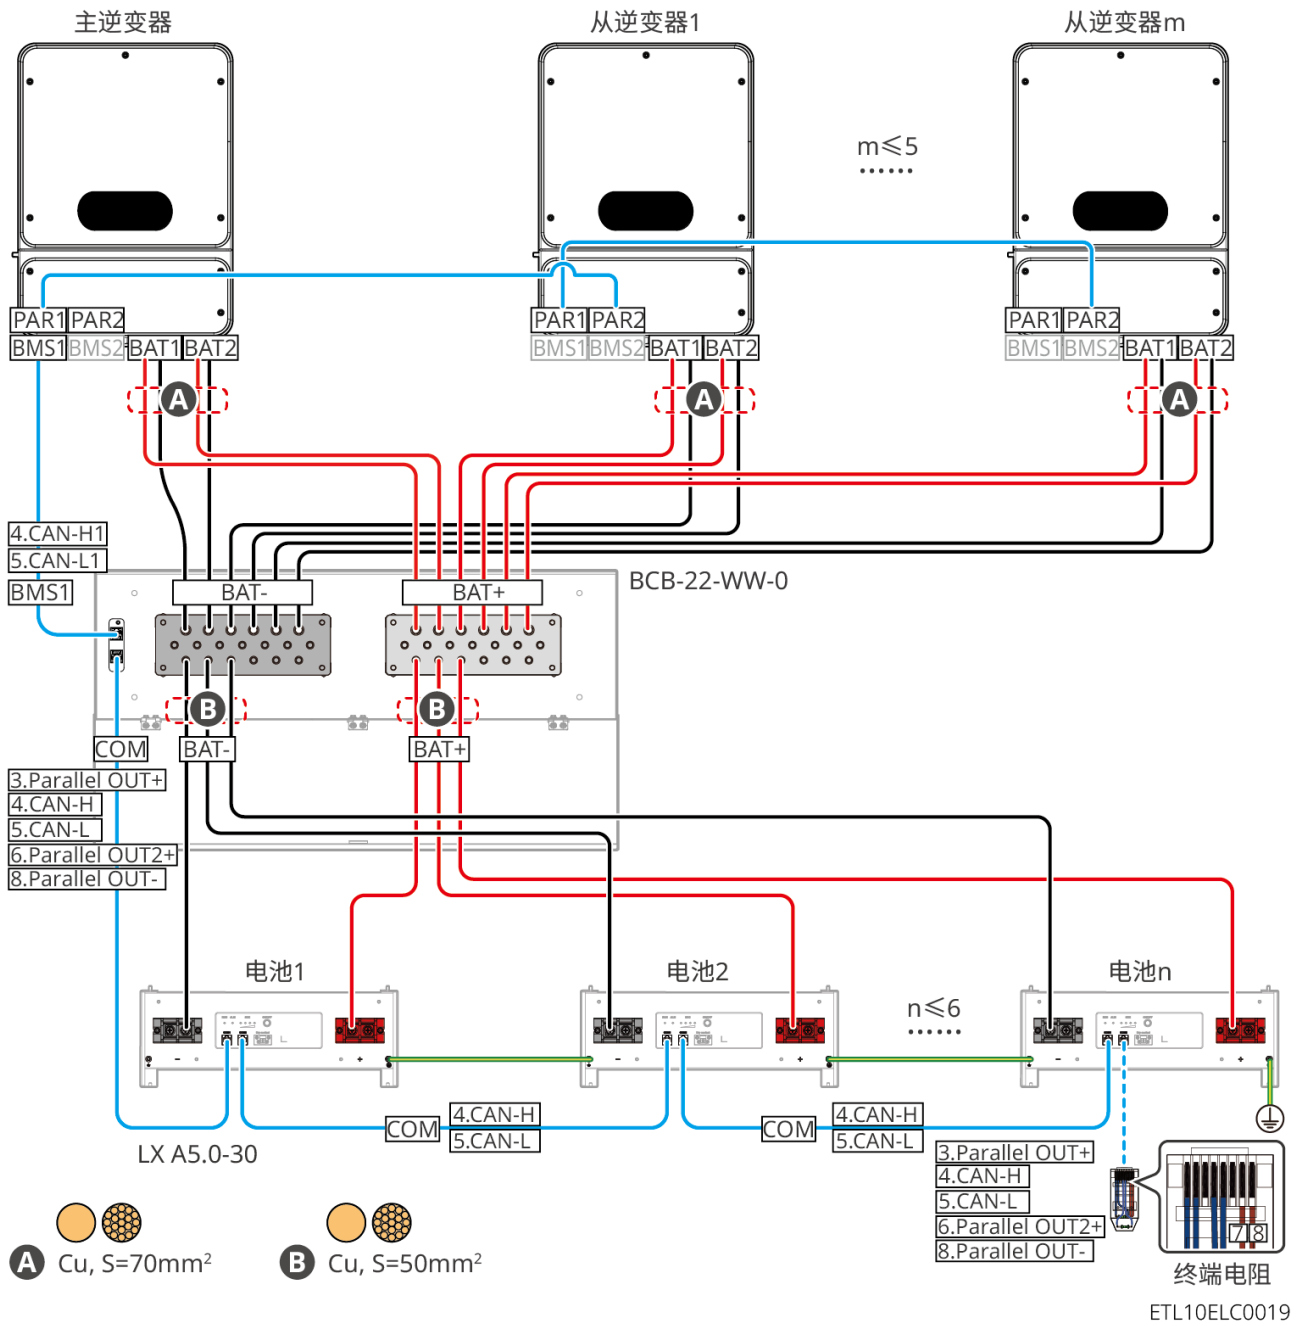 主逆变器
从逆变器1
从逆变器m
m≤5
······
PAR1 PAR2
PAR1 PAR2
PAR1 PAR2
BMS1 BMS2 BAT1 BAT2
BMS1 BMS2 BAT1 BAT2
BMS1 BMS2 BAT1 BAT2
A
A
A
4.CAN-H1
5.CAN-L1
BMS1
BAT-
BAT+
BCB-22-WW-0
B
B
COM
BAT-
BAT+
3.Parallel OUT+
4.CAN-H
5.CAN-L
6.Parallel OUT2+
8.Parallel OUT-
电池1
电池2
电池n
n≤6
······
- +
- +
- +
COM
4.CAN-H
5.CAN-L
COM
4.CAN-H
5.CAN-L
LX A5.0-30
3.Parallel OUT+
4.CAN-H
5.CAN-L
6.Parallel OUT2+
8.Parallel OUT-
7 8
终端电阻
A Cu, S=70mm²
B Cu, S=50mm²
ETL10ELC0019